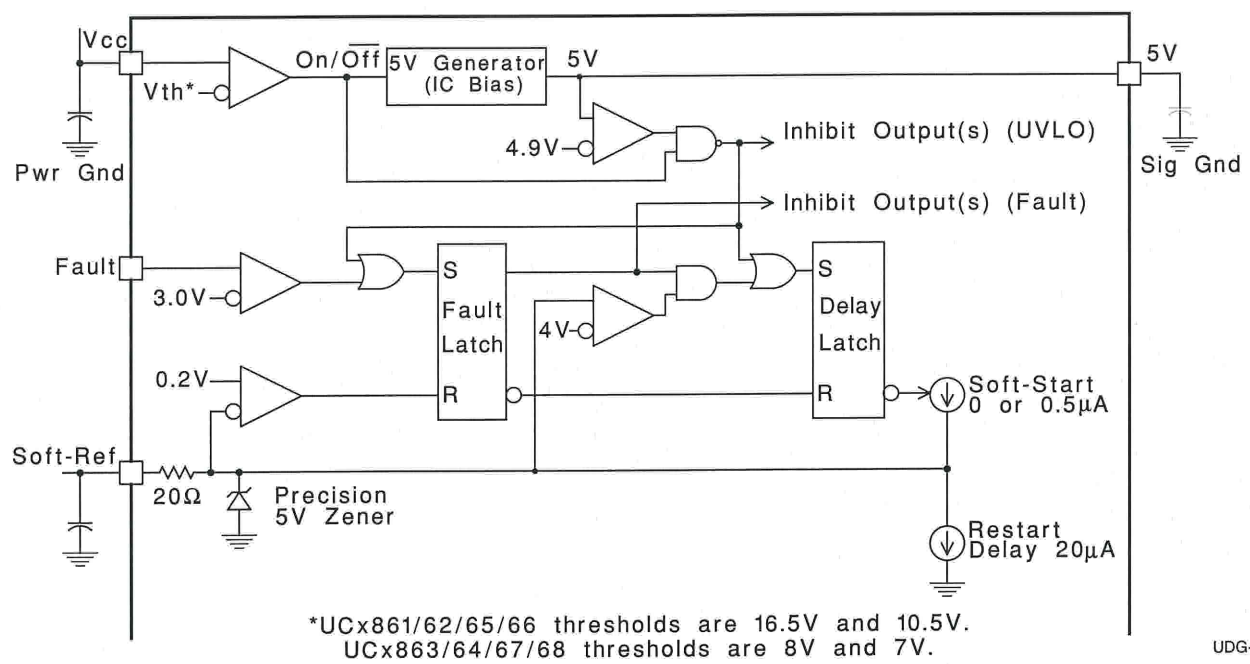 Vcc
On/Off
5V Generator
(IC Bias)
5V
5V
Vth*
4.9V
Inhibit Output(s) (UVLO)
Pwr Gnd
Sig Gnd
Inhibit Output(s) (Fault)
Fault
3.0V
S
Fault
Latch
R
4V
S
Delay
Latch
R
0.2V
Soft-Start
0 or 0.5µA
Soft-Ref
20Ω
Precision
5V Zener
Restart
Delay 20µA
*UCx861/62/65/66 thresholds are 16.5V and 10.5V.
UCx863/64/67/68 thresholds are 8V and 7V.
UDG-